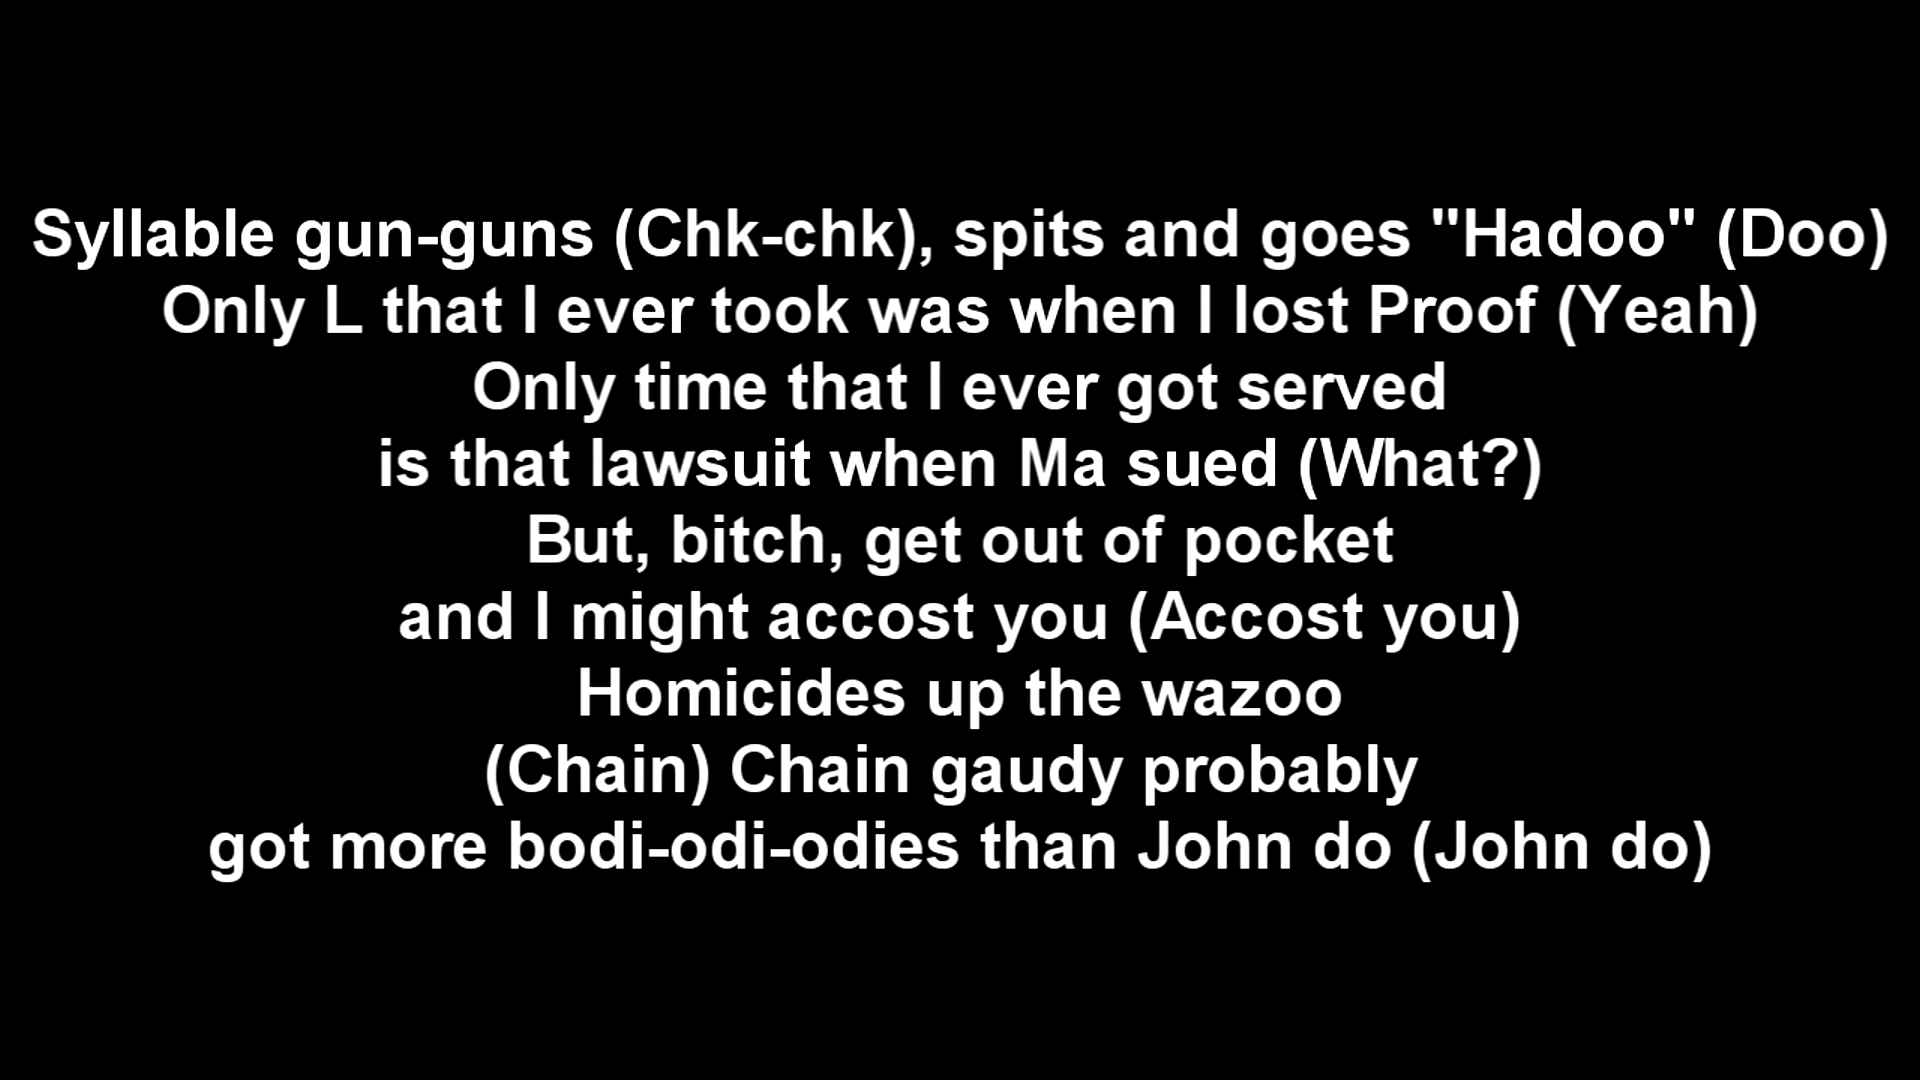 Syllable gun-guns (Chk-chk), spits and goes "Hadoo" (Doo)
Only L that I ever took was when I lost Proof (Yeah)
Only time that I ever got served
is that lawsuit when Ma sued (What?)
But, bitch, get out of pocket
and I might accost you (Accost you)
Homicides up the wazoo
(Chain) Chain gaudy probably
got more bodi-odi-odies than John do (John do)